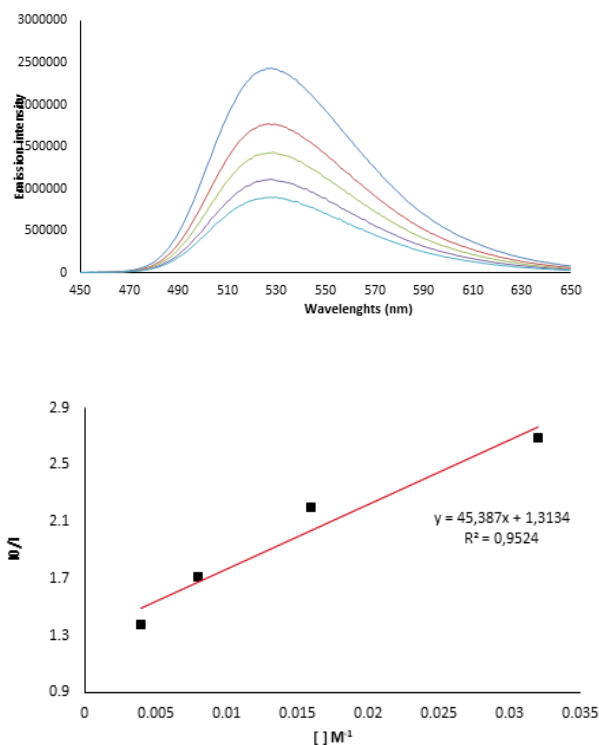 3000000
2500000
2000000
1500000
1000000
500000
0
Emission intensity
450 470 490 510 530 550 570 590 610 630 650
Wavelenghts (nm)
2.9
2.5
2.1
1.7
1.3
0.9
I0/I
y = 45,387x + 1,3134
R² = 0,9524
0 0.005 0.01 0.015 0.02 0.025 0.03 0.035
[ ] M⁻¹